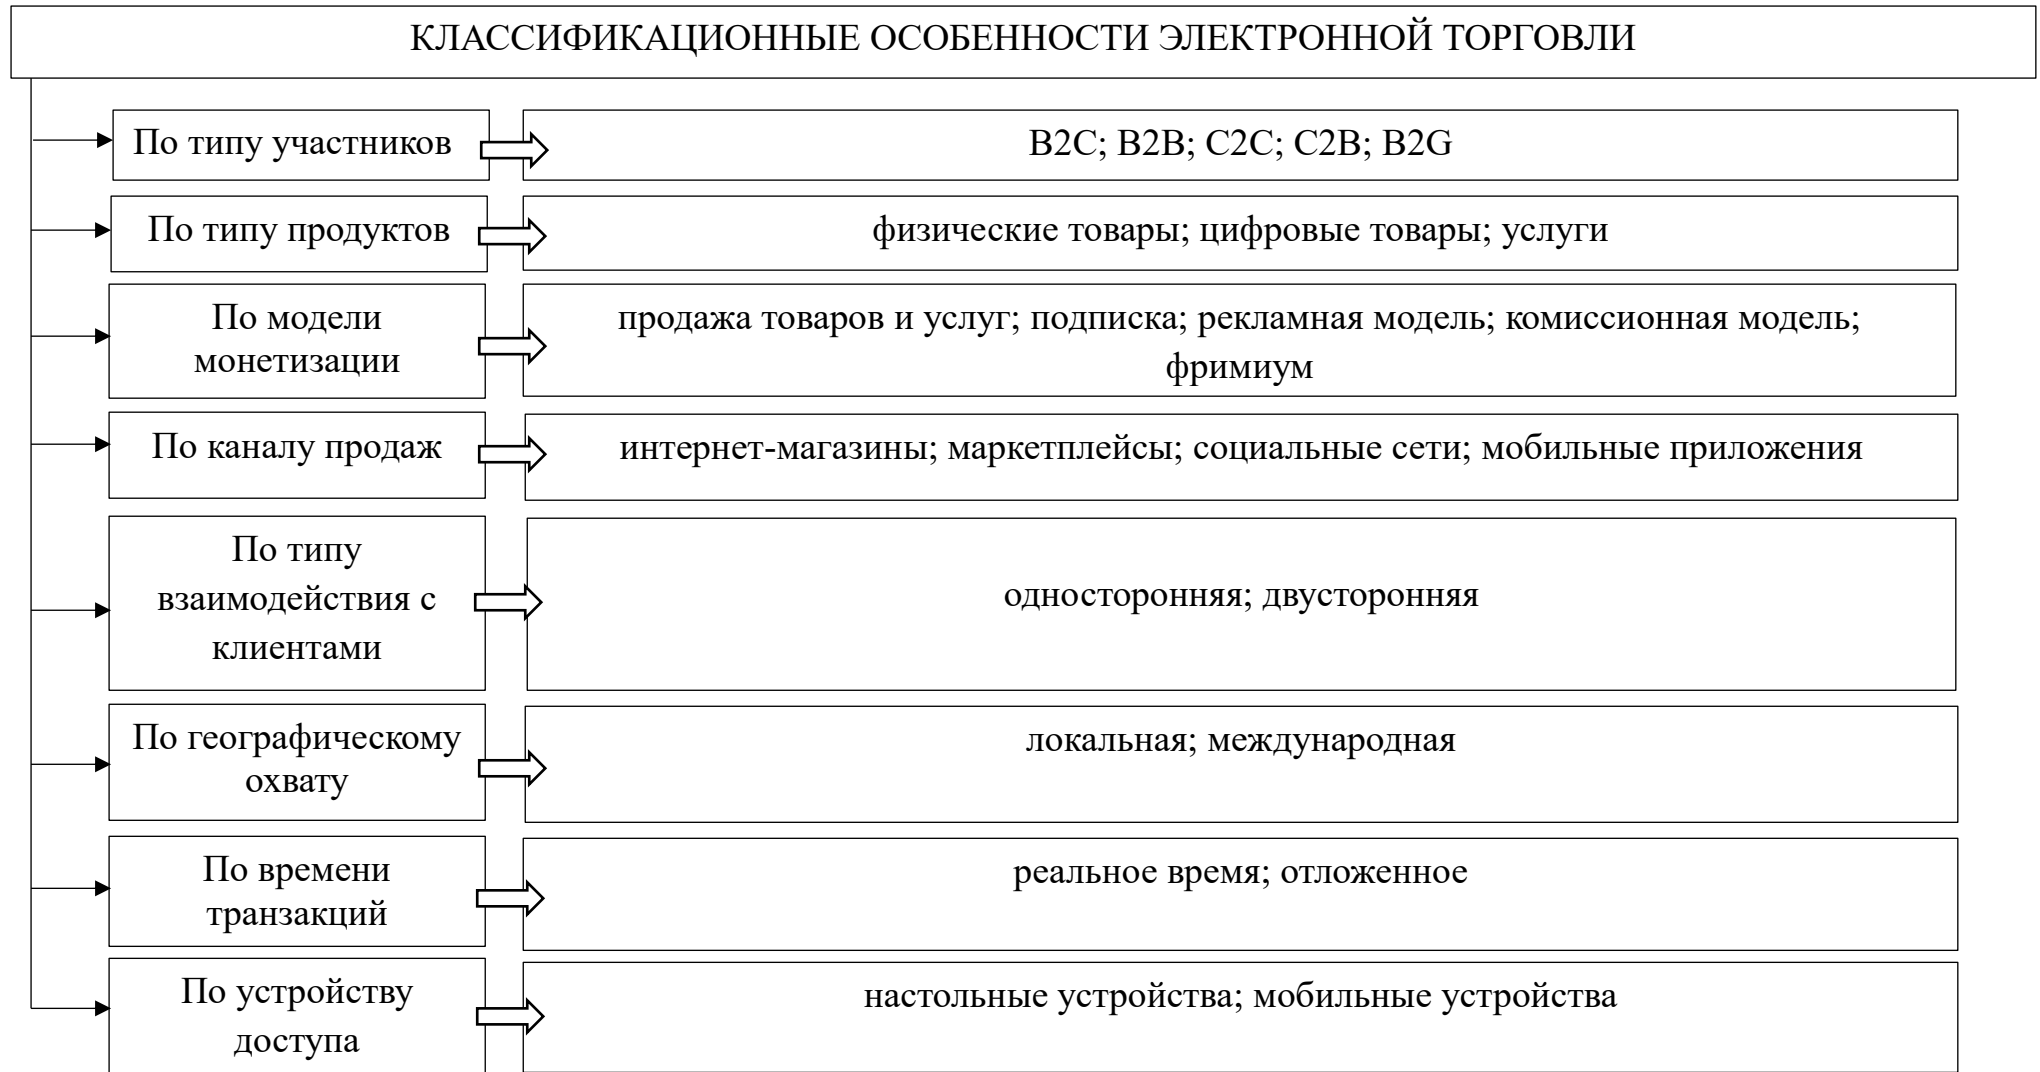 КЛАССИФИКАЦИОННЫЕ ОСОБЕННОСТИ ЭЛЕКТРОННОЙ ТОРГОВЛИ
По типу участников
B2C; B2B; C2C; C2B; B2G
По типу продуктов
физические товары; цифровые товары; услуги
По модели
монетизации
продажа товаров и услуг; подписка; рекламная модель; комиссионная модель;
фримиум
По каналу продаж
интернет-магазины; маркетплейсы; социальные сети; мобильные приложения
По типу
взаимодействия с
клиентами
односторонняя; двусторонняя
По географическому
охвату
локальная; международная
По времени
транзакций
реальное время; отложенное
По устройству
доступа
настольные устройства; мобильные устройства